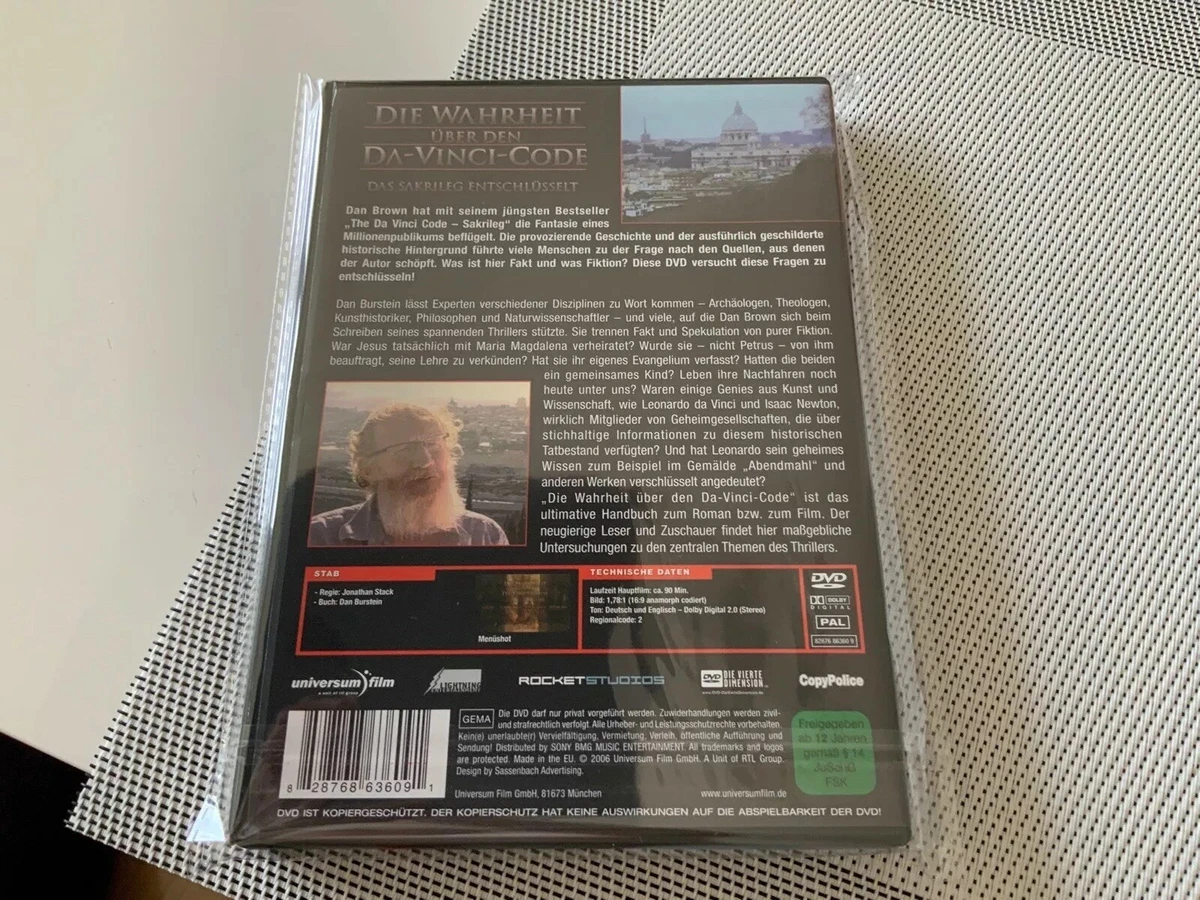 DIE WAHRHEIT
ÜBER DEN
DA-VINCI-CODE
DAS SAKRILEG ENTSCHLÜSSELT
Dan Brown hat mit seinem jüngsten Bestseller
„The Da Vinci Code – Sakrileg“ die Fantasie eines
Millionenpublikums beflügelt. Die provozierende Geschichte und der ausführlich geschilderte
historische Hintergrund führte viele Menschen zu der Frage nach den Quellen, aus denen
der Autor schöpft. Was ist hier Fakt und was Fiktion? Diese DVD versucht diese Fragen zu
entschlüsseln!
Dan Burstein lässt Experten verschiedener Disziplinen zu Wort kommen – Archäologen, Theologen,
Kunsthistoriker, Philosophen und Naturwissenschaftler – und viele, auf die Dan Brown sich beim
Schreiben seines spannenden Thrillers stützte. Sie trennen Fakt und Spekulation von purer Fiktion.
War Jesus tatsächlich mit Maria Magdalena verheiratet? Wurde sie – nicht Petrus – von ihm
beauftragt, seine Lehre zu verkünden? Hat sie ihr eigenes Evangelium verfasst? Hatten die beiden
ein gemeinsames Kind? Leben ihre Nachfahren noch
heute unter uns? Waren einige Genies aus Kunst und
Wissenschaft, wie Leonardo da Vinci und Isaac Newton,
wirklich Mitglieder von Geheimgesellschaften, die über
stichhaltige Informationen zu diesem historischen
Tatbestand verfügten? Und hat Leonardo sein geheimes
Wissen zum Beispiel im Gemälde „Abendmahl“ und
anderen Werken verschlüsselt angedeutet?
„Die Wahrheit über den Da-Vinci-Code“ ist das
ultimative Handbuch zum Roman bzw. zum Film. Der
neugierige Leser und Zuschauer findet hier maßgebliche
Untersuchungen zu den zentralen Themen des Thrillers.
STAB
- Regie: Jonathan Stack
- Buch: Dan Burstein
Menüshot
TECHNISCHE DATEN
Laufzeit Hauptfilm: ca. 90 Min.
Bild: 1,78:1 (16:9 anamorph codiert)
Ton: Deutsch und Englisch – Dolby Digital 2.0 (Stereo)
Regionalcode: 2
DVD
DOLBY
DIGITAL
PAL
82876 86360 9
universum film
a unit of rtl group
ROCKETSTUDIOS
DVD DIE VIERTE
DIMENSION
CopyPolice
GEMA
Die DVD darf nur privat vorgeführt werden. Zuwiderhandlungen werden zivil-
und strafrechtlich verfolgt. Alle Urheber- und Leistungsschutzrechte vorbehalten.
Kein(e) unerlaubte(r) Vervielfältigung, Vermietung, Verleih, öffentliche Aufführung und
Sendung! Distributed by SONY BMG MUSIC ENTERTAINMENT. All trademarks and logos
are protected. Made in the EU. © 2006 Universum Film GmbH. A Unit of RTL Group.
Design by Sassenbach Advertising.
Universum Film GmbH, 81673 München
www.universumfilm.de
8 28768 63609 1
Freigegeben
ab 12 Jahren
gemäß § 14
JuSchG
FSK
DVD IST KOPIERGESCHÜTZT. DER KOPIERSCHUTZ HAT KEINE AUSWIRKUNGEN AUF DIE ABSPIELBARKEIT DER DVD!